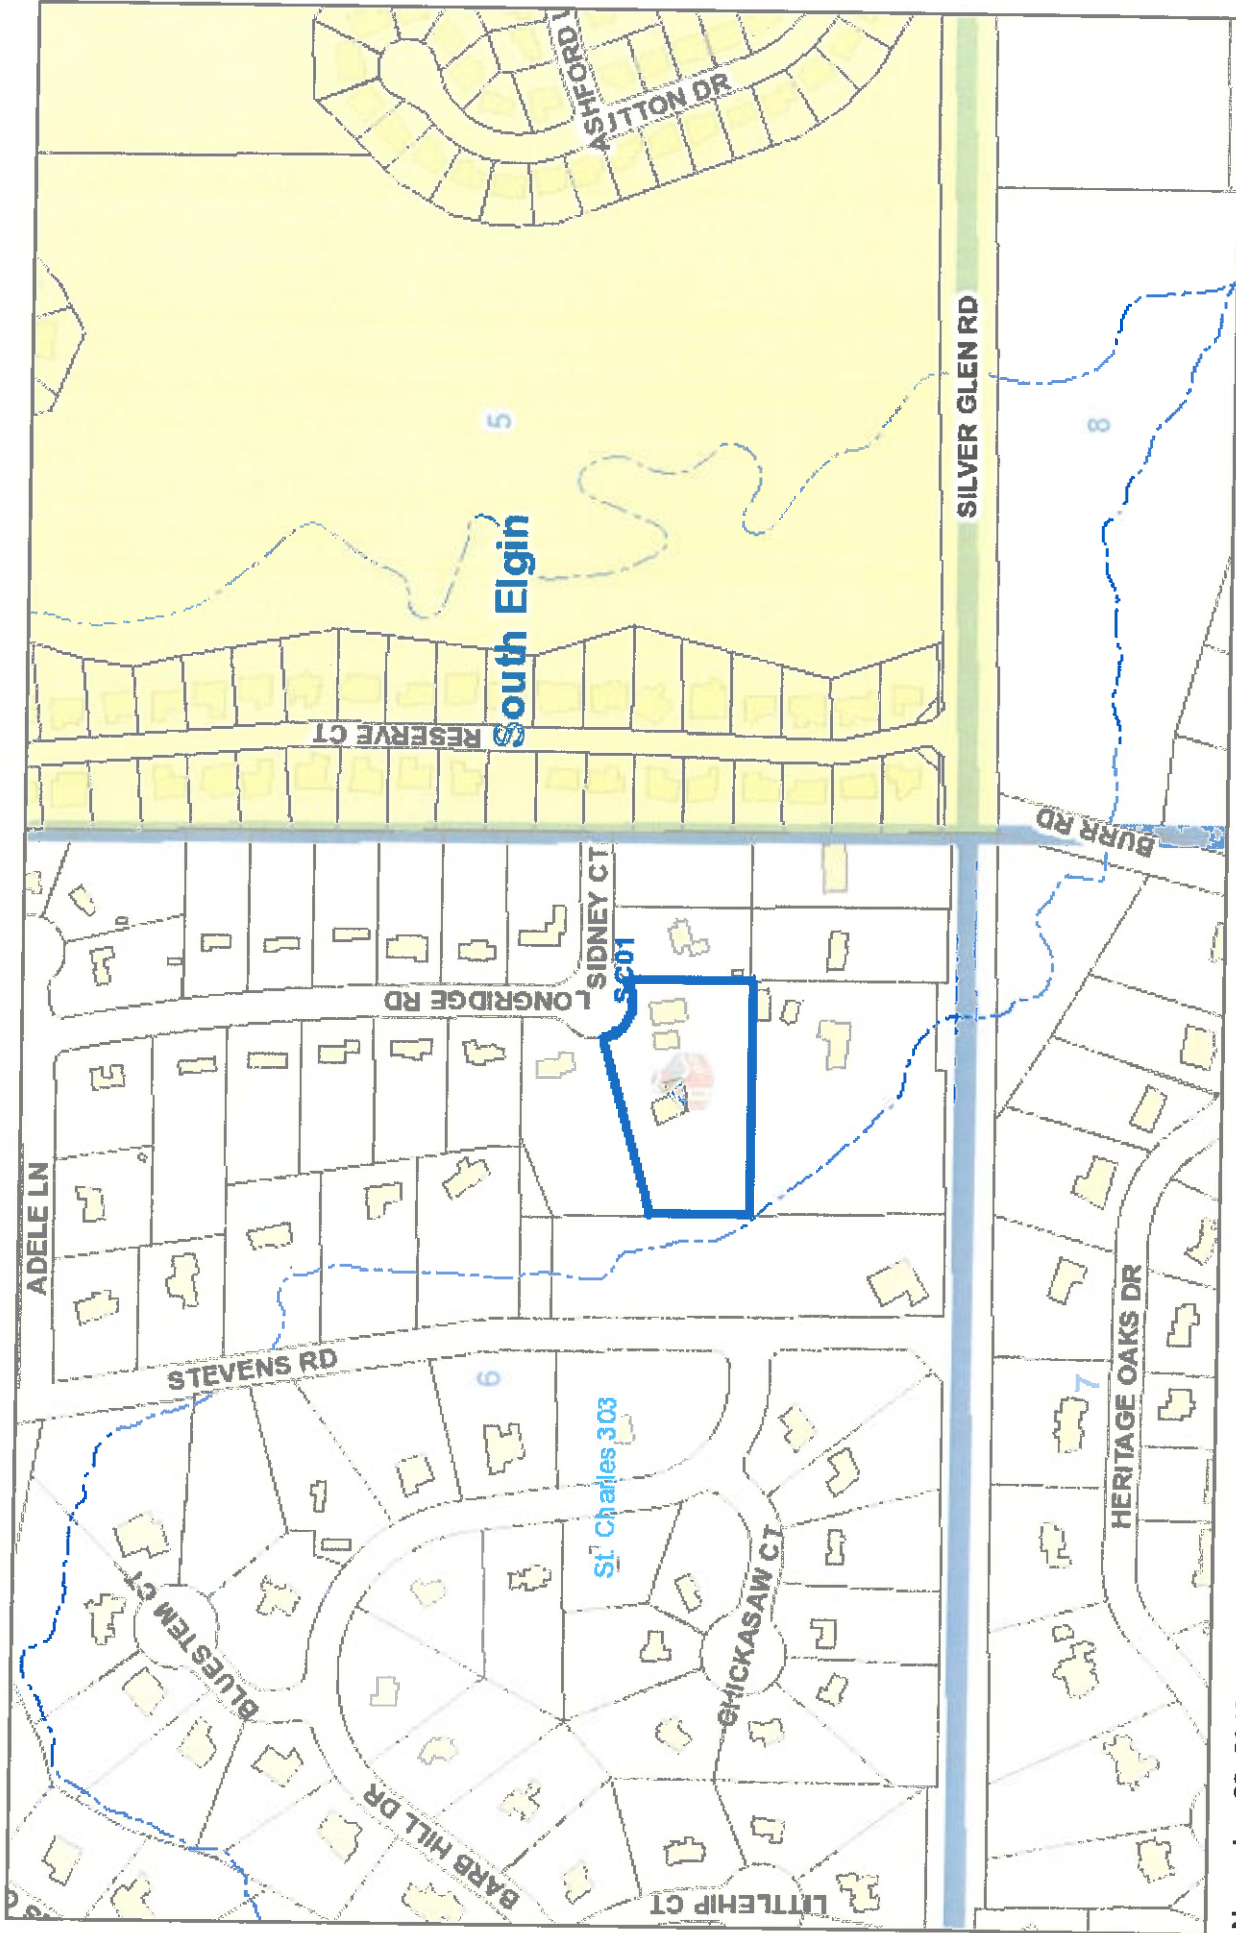 ASHFORD L
UTTON DR
5
South Elgin
RESERVE CT
SILVER GLEN RD
8
BURR RD
SIDNEY CT
SC01
LONGRIDGE RD
ADELE LN
STEVENS RD
6
St. Charles 303
7
HERITAGE OAKS DR
BLUESTEM CT
CHICKASAW CT
BARB HILL DR
LITTLEHIP CT